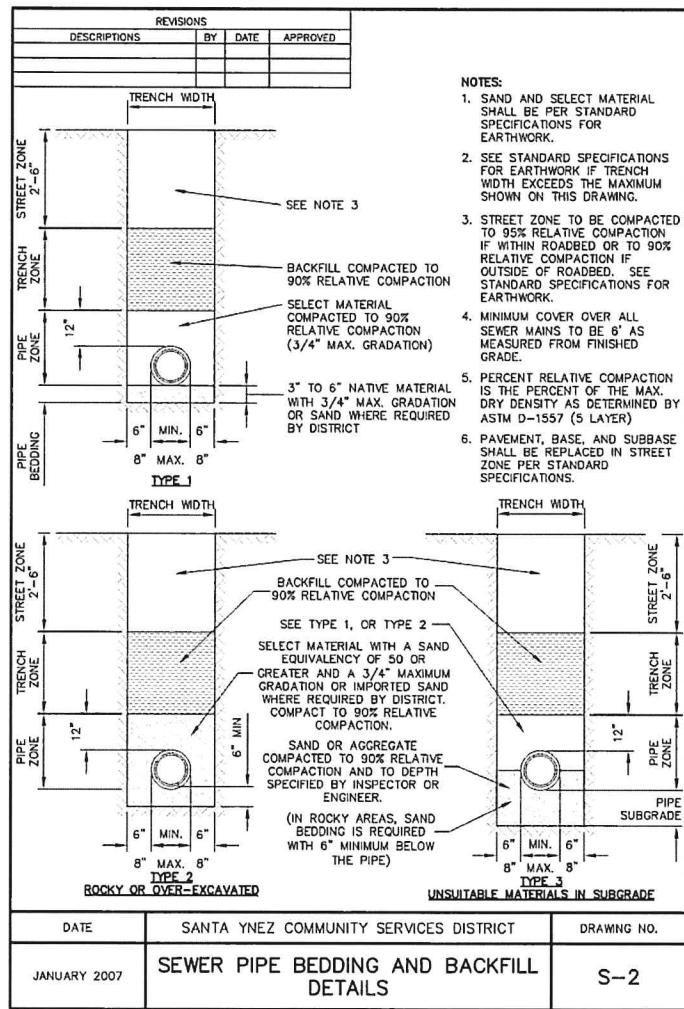 REVISIONS
DESCRIPTIONS BY DATE APPROVED
TRENCH WIDTH
STREET ZONE
2'-6"
TRENCH
ZONE
PIPE
ZONE
12"
PIPE
BEDDING
SEE NOTE 3
BACKFILL COMPACTED TO
90% RELATIVE COMPACTION
SELECT MATERIAL
COMPACTED TO 90%
RELATIVE COMPACTION
(3/4" MAX. GRADATION)
3" TO 6" NATIVE MATERIAL
WITH 3/4" MAX. GRADATION
OR SAND WHERE REQUIRED
BY DISTRICT
6" MIN. 6"
8" MAX. 8"
TYPE 1
NOTES:
1. SAND AND SELECT MATERIAL
SHALL BE PER STANDARD
SPECIFICATIONS FOR
EARTHWORK.
2. SEE STANDARD SPECIFICATIONS
FOR EARTHWORK IF TRENCH
WIDTH EXCEEDS THE MAXIMUM
SHOWN ON THIS DRAWING.
3. STREET ZONE TO BE COMPACTED
TO 95% RELATIVE COMPACTION
IF WITHIN ROADBED OR TO 90%
RELATIVE COMPACTION IF
OUTSIDE OF ROADBED. SEE
STANDARD SPECIFICATIONS FOR
EARTHWORK.
4. MINIMUM COVER OVER ALL
SEWER MAINS TO BE 6' AS
MEASURED FROM FINISHED
GRADE.
5. PERCENT RELATIVE COMPACTION
IS THE PERCENT OF THE MAX.
DRY DENSITY AS DETERMINED BY
ASTM D-1557 (5 LAYER)
6. PAVEMENT, BASE, AND SUBBASE
SHALL BE REPLACED IN STREET
ZONE PER STANDARD
SPECIFICATIONS.
TRENCH WIDTH
STREET ZONE
2'-6"
TRENCH
ZONE
PIPE
ZONE
12"
6" MIN
6" MIN. 6"
8" MAX. 8"
TYPE 2
ROCKY OR OVER-EXCAVATED
SEE NOTE 3
BACKFILL COMPACTED TO
90% RELATIVE COMPACTION
SEE TYPE 1, OR TYPE 2
SELECT MATERIAL WITH A SAND
EQUIVALENCY OF 50 OR
GREATER AND A 3/4" MAXIMUM
GRADATION OR IMPORTED SAND
WHERE REQUIRED BY DISTRICT.
COMPACT TO 90% RELATIVE
COMPACTION.
SAND OR AGGREGATE
COMPACTED TO 90% RELATIVE
COMPACTION AND TO DEPTH
SPECIFIED BY INSPECTOR OR
ENGINEER.
(IN ROCKY AREAS, SAND
BEDDING IS REQUIRED
WITH 6" MINIMUM BELOW
THE PIPE)
TRENCH WIDTH
STREET ZONE
2'-6"
TRENCH
ZONE
PIPE
ZONE
12"
PIPE
SUBGRADE
6" MIN. 6"
8" MAX. 8"
TYPE 3
UNSUITABLE MATERIALS IN SUBGRADE
DATE SANTA YNEZ COMMUNITY SERVICES DISTRICT DRAWING NO.
JANUARY 2007 SEWER PIPE BEDDING AND BACKFILL
DETAILS S-2